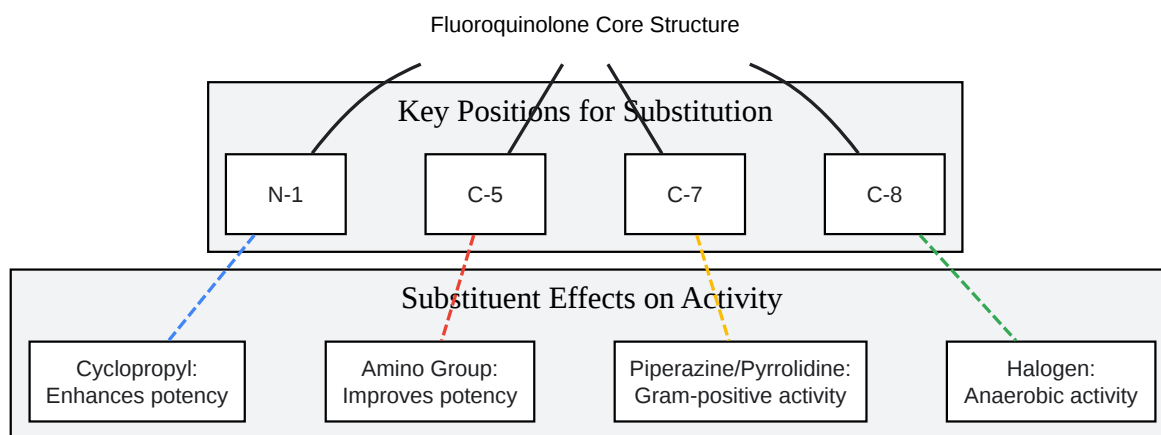 Fluoroquinolone Core Structure
Key Positions for Substitution
N-1
C-5
C-7
C-8
Substituent Effects on Activity
Cyclopropyl:
Enhances potency
Amino Group:
Improves potency
Piperazine/Pyrrolidine:
Gram-positive activity
Halogen:
Anaerobic activity